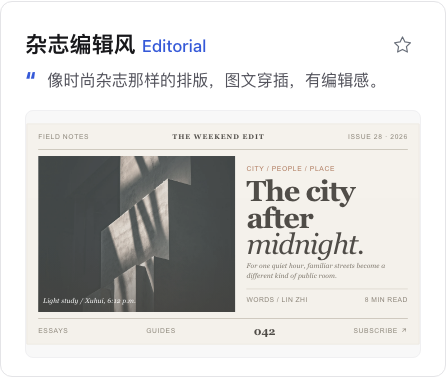 杂志编辑风 Editorial
“ 像时尚杂志那样的排版，图文穿插，有编辑感。
FIELD NOTES THE WEEKEND EDIT ISSUE 28 · 2026
CITY / PEOPLE / PLACE
The city
after
midnight.
For one quiet hour, familiar streets become a
different kind of public room.
Light study / Xuhui, 6:12 p.m.
WORDS / LIN ZHI 8 MIN READ
ESSAYS GUIDES 042 SUBSCRIBE ↗